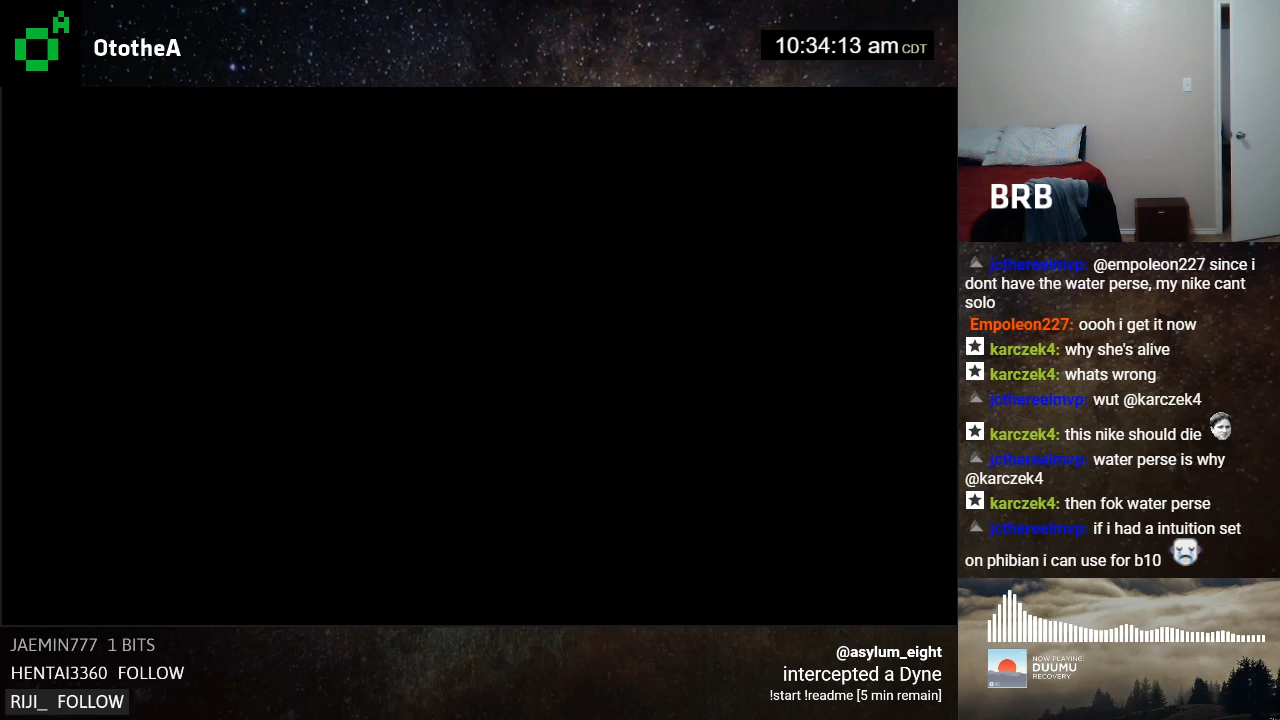 OtotheA
10:34:13 am CDT
BRB
jcthereelmvp: @empoleon227 since i
dont have the water perse, my nike cant
solo
Empoleon227: oooh i get it now
karczek4: why she's alive
karczek4: whats wrong
jcthereelmvp: wut @karczek4
karczek4: this nike should die
jcthereelmvp: water perse is why
@karczek4
karczek4: then fok water perse
jcthereelmvp: if i had a intuition set
on phibian i can use for b10
JAEMIN777 1 BITS
HENTAI3360 FOLLOW
RIJI_ FOLLOW
@asylum_eight
intercepted a Dyne
!start !readme [5 min remain]
NOW PLAYING:
DUUMU
RECOVERY